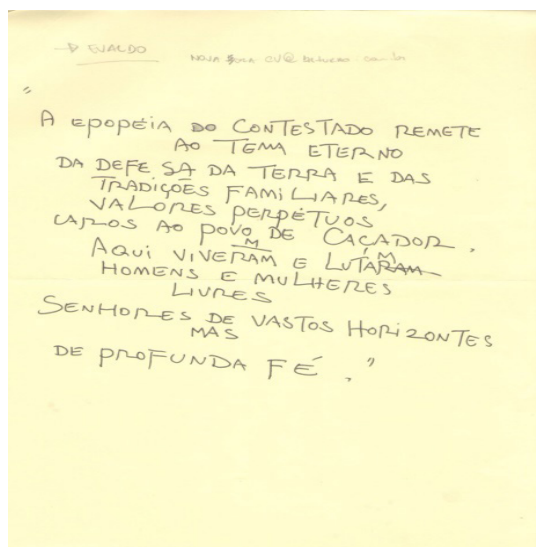 → EVALDO
NOVA
"
A EPOPÉIA DO CONTESTADO REMETE
AO TEMA ETERNO
DA DEFESA DA TERRA E DAS
TRADIÇÕES FAMILIARES,
VALORES PERPÉTUOS
CAROS AO POVO DE CAÇADOR.
M M
AQUI VIVERAM E LUTARAM
HOMENS E MULHERES
LIVRES
SENHORES DE VASTOS HORIZONTES
MAS
DE PROFUNDA FÉ."